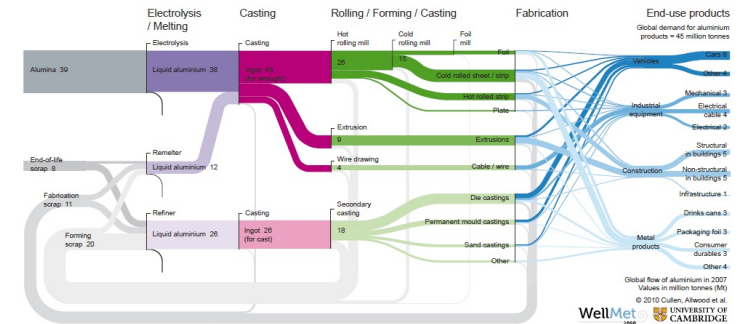 Electrolysis
/ Melting
Casting
Rolling / Forming / Casting
Fabrication
End-use products
Global demand for aluminium
products = 45 million tonnes
Electrolysis
Casting
Hot
rolling mill
Cold
rolling mill
Foil
mill
Alumina 39
Liquid aluminium 38
Ingot 49
(for wrought)
26
15
Foil
Cold rolled sheet / strip
Hot rolled strip
Plate
Vehicles
Cars 8
Other 4
Industrial
equipment
Mechanical 3
Electrical
cable 4
Electrical 2
Extrusion
9
Extrusions
Wire drawing
4
Cable / wire
Construction
Structural
in buildings 5
Non-structural
in buildings 5
Infrastructure 1
End-of-life
scrap 8
Remelter
Liquid aluminium 12
Fabrication
scrap 11
Forming
scrap 20
Refiner
Liquid aluminium 26
Casting
Ingot 26
(for cast)
Secondary
casting
18
Die castings
Permanent mould castings
Sand castings
Other
Metal
products
Drinks cans 3
Packaging foil 3
Consumer
durables 3
Other 4
Global flow of aluminium in 2007
Values in million tonnes (Mt)
© 2010 Cullen, Allwood et al.
WellMet
2050
UNIVERSITY OF
CAMBRIDGE